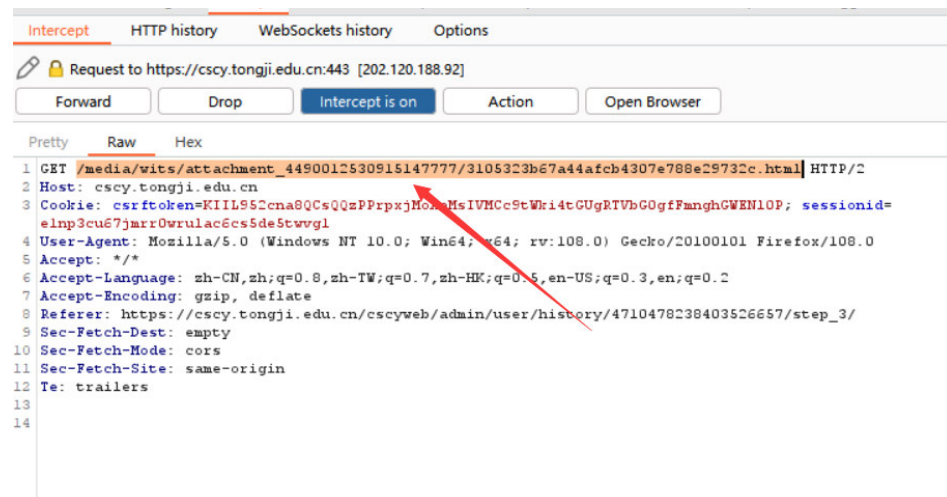 Intercept HTTP history WebSockets history Options
Request to https://cscy.tongji.edu.cn:443 [202.120.188.92]
Forward Drop Intercept is on Action Open Browser
Pretty Raw Hex
1 GET /media/wits/attachment_4490012530915147777/3105323b67a44afcb4307e788e29732c.html HTTP/2
2 Host: cscy.tongji.edu.cn
3 Cookie: csrftoken= sessionid=
elnp3cu67jmrr0wrulac6cs5de5twvgl
4 User-Agent: Mozilla/5.0 (Windows NT 10.0; Win64; x64; rv:108.0) Gecko/20100101 Firefox/108.0
5 Accept: */*
6 Accept-Language: zh-CN,zh;q=0.8,zh-TW;q=0.7,zh-HK;q=0.5,en-US;q=0.3,en;q=0.2
7 Accept-Encoding: gzip, deflate
8 Referer: https://cscy.tongji.edu.cn/cscyweb/admin/user/history/4710478238403526657/step_3/
9 Sec-Fetch-Dest: empty
10 Sec-Fetch-Mode: cors
11 Sec-Fetch-Site: same-origin
12 Te: trailers
13
14